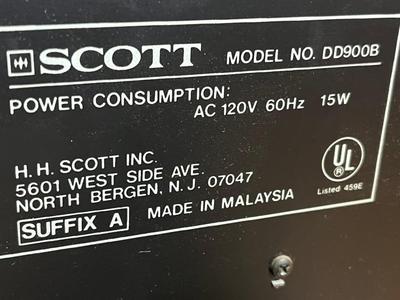 SCOTT MODEL NO. DD900B
POWER CONSUMPTION:
AC 120V 60Hz 15W
H.H. SCOTT INC.
5601 WEST SIDE AVE.
NORTH BERGEN, N.J. 07047
SUFFIX A MADE IN MALAYSIA
UL
®
Listed 459E